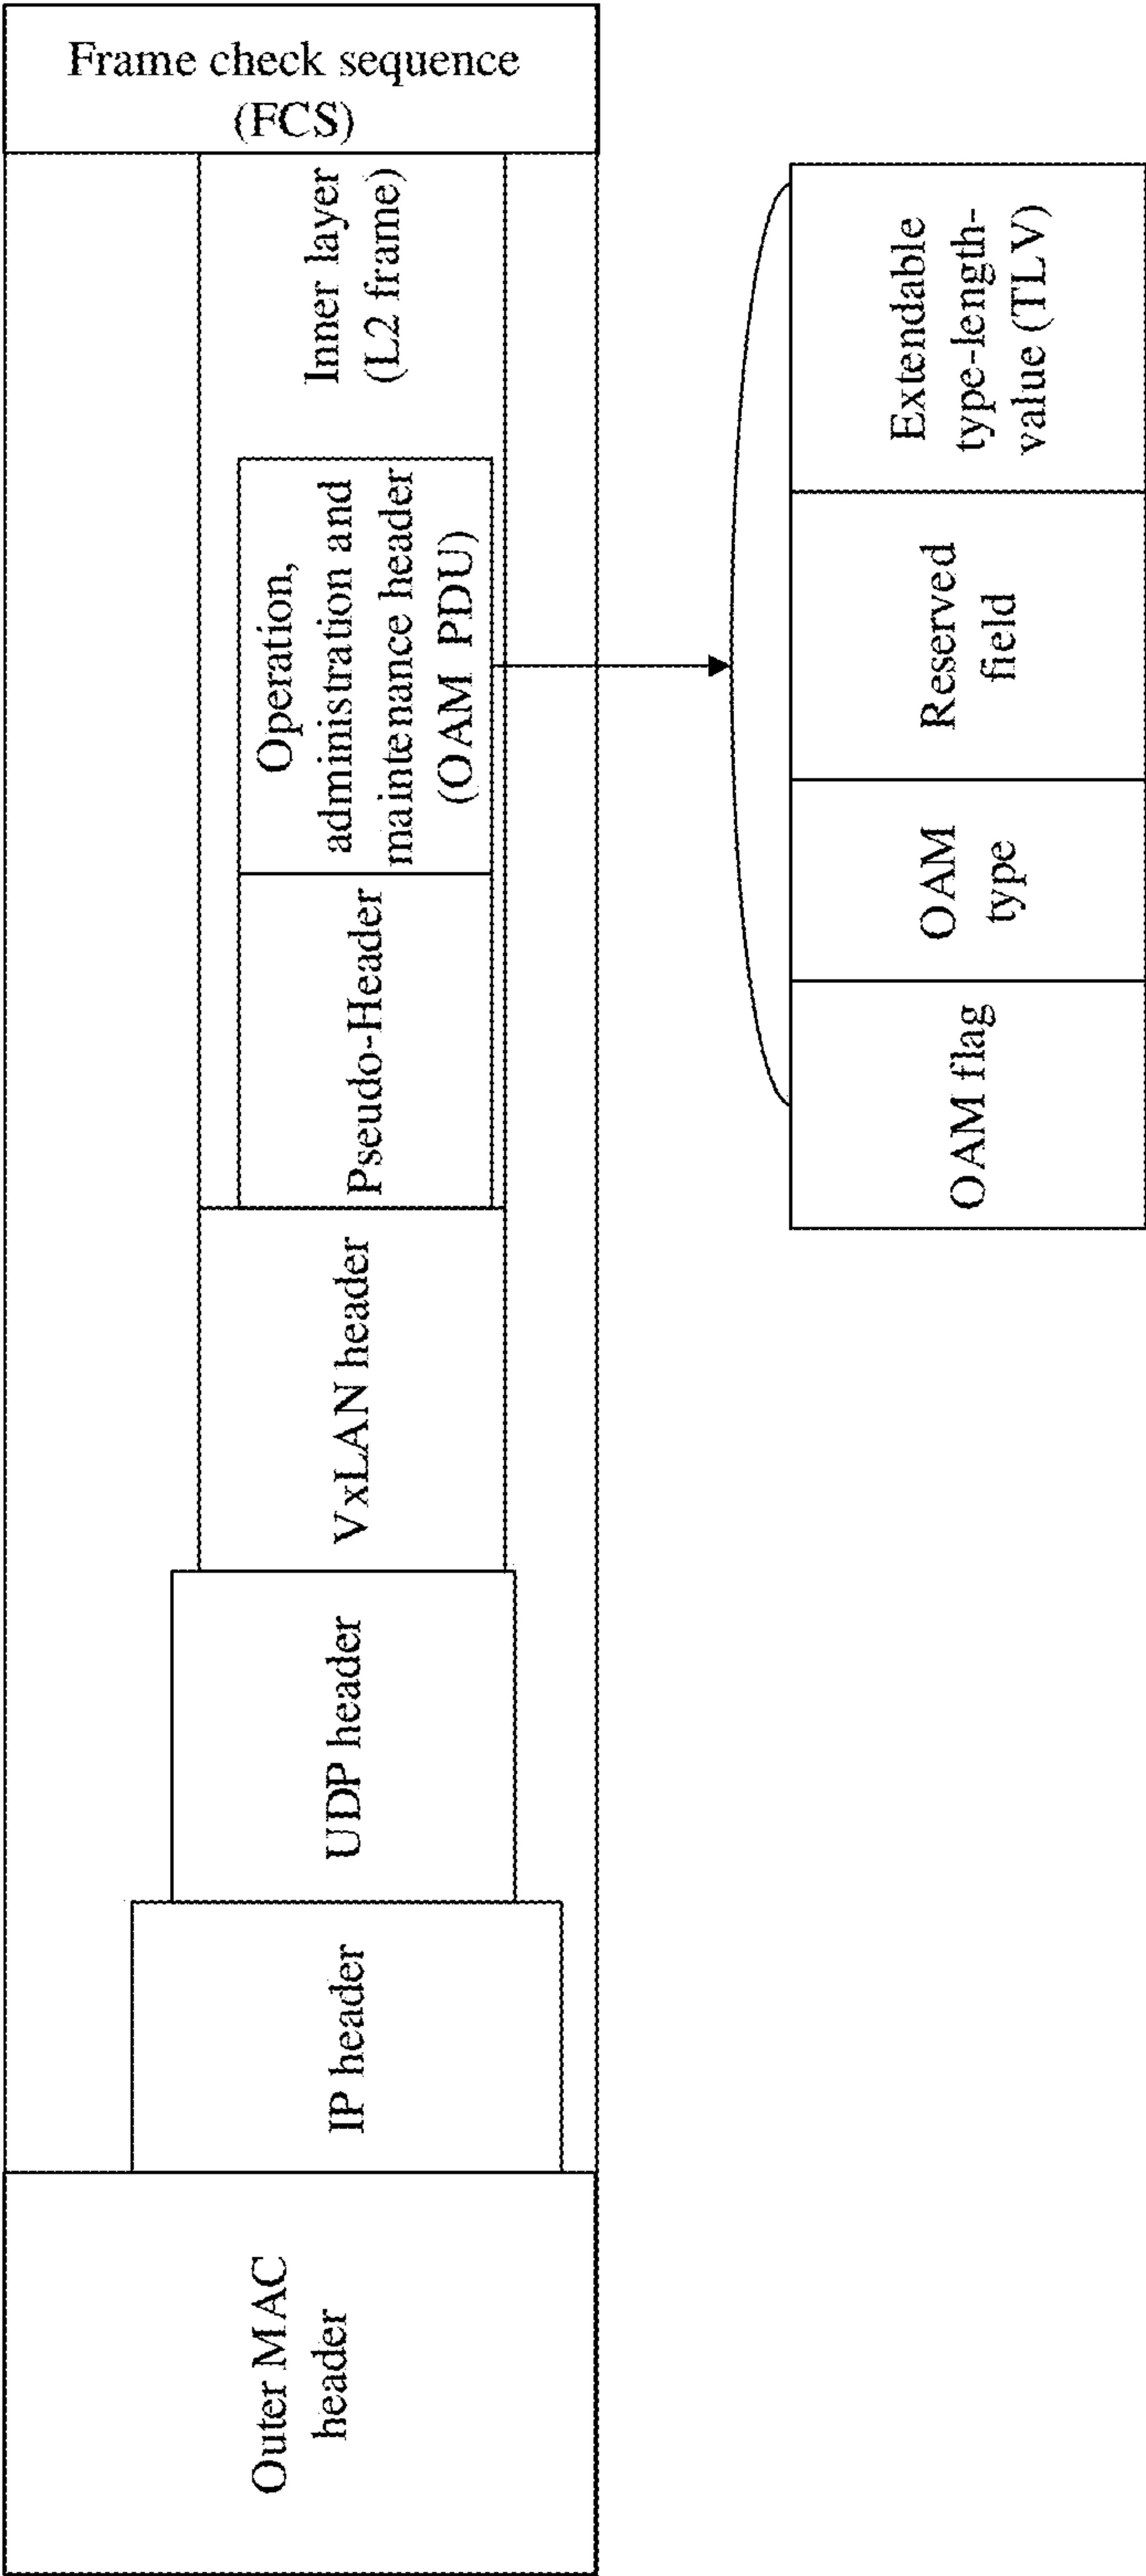 Outer MAC
header
IP header
UDP header
VxLAN header
Pseudo-Header
Operation,
administration and
maintenance header
(OAM PDU)
Inner layer
(L2 frame)
Frame check sequence
(FCS)
OAM flag
OAM
type
Reserved
field
Extendable
type-length-
value (TLV)